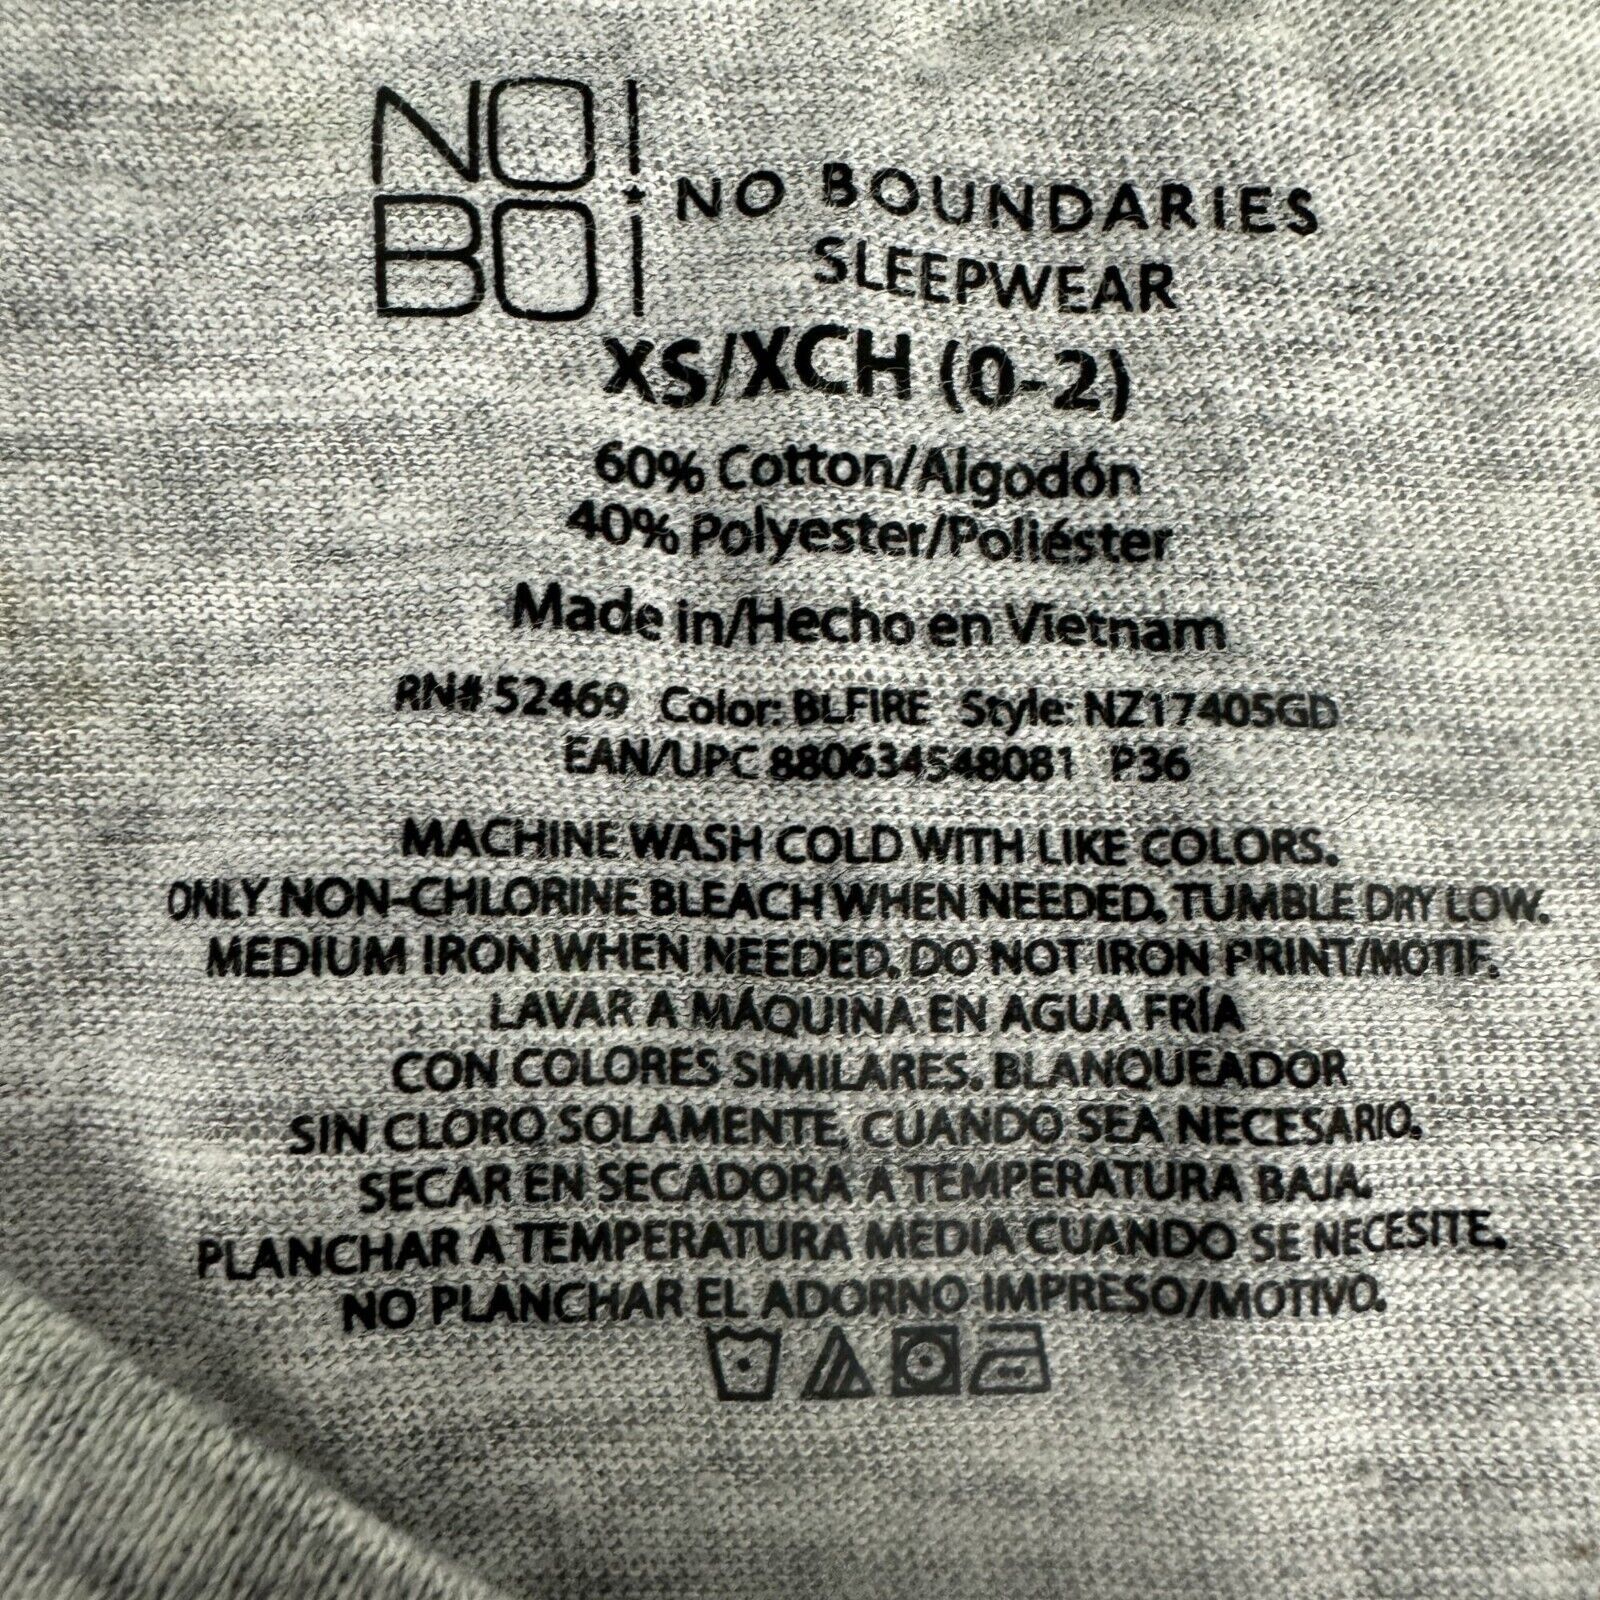 NO
BO
NO BOUNDARIES
SLEEPWEAR
XS/XCH (0-2)
60% Cotton/Algodón
40% Polyester/Poliéster
Made in/Hecho en Vietnam
RN# 52469 Color: BLFIRE Style: NZ17405GD
EAN/UPC 880634548081 P36
MACHINE WASH COLD WITH LIKE COLORS.
ONLY NON-CHLORINE BLEACH WHEN NEEDED. TUMBLE DRY LOW.
MEDIUM IRON WHEN NEEDED. DO NOT IRON PRINT/MOTIF.
LAVAR A MÁQUINA EN AGUA FRÍA
CON COLORES SIMILARES. BLANQUEADOR
SIN CLORO SOLAMENTE, CUANDO SEA NECESARIO.
SECAR EN SECADORA A TEMPERATURA BAJA.
PLANCHAR A TEMPERATURA MEDIA CUANDO SE NECESITE.
NO PLANCHAR EL ADORNO IMPRESO/MOTIVO.